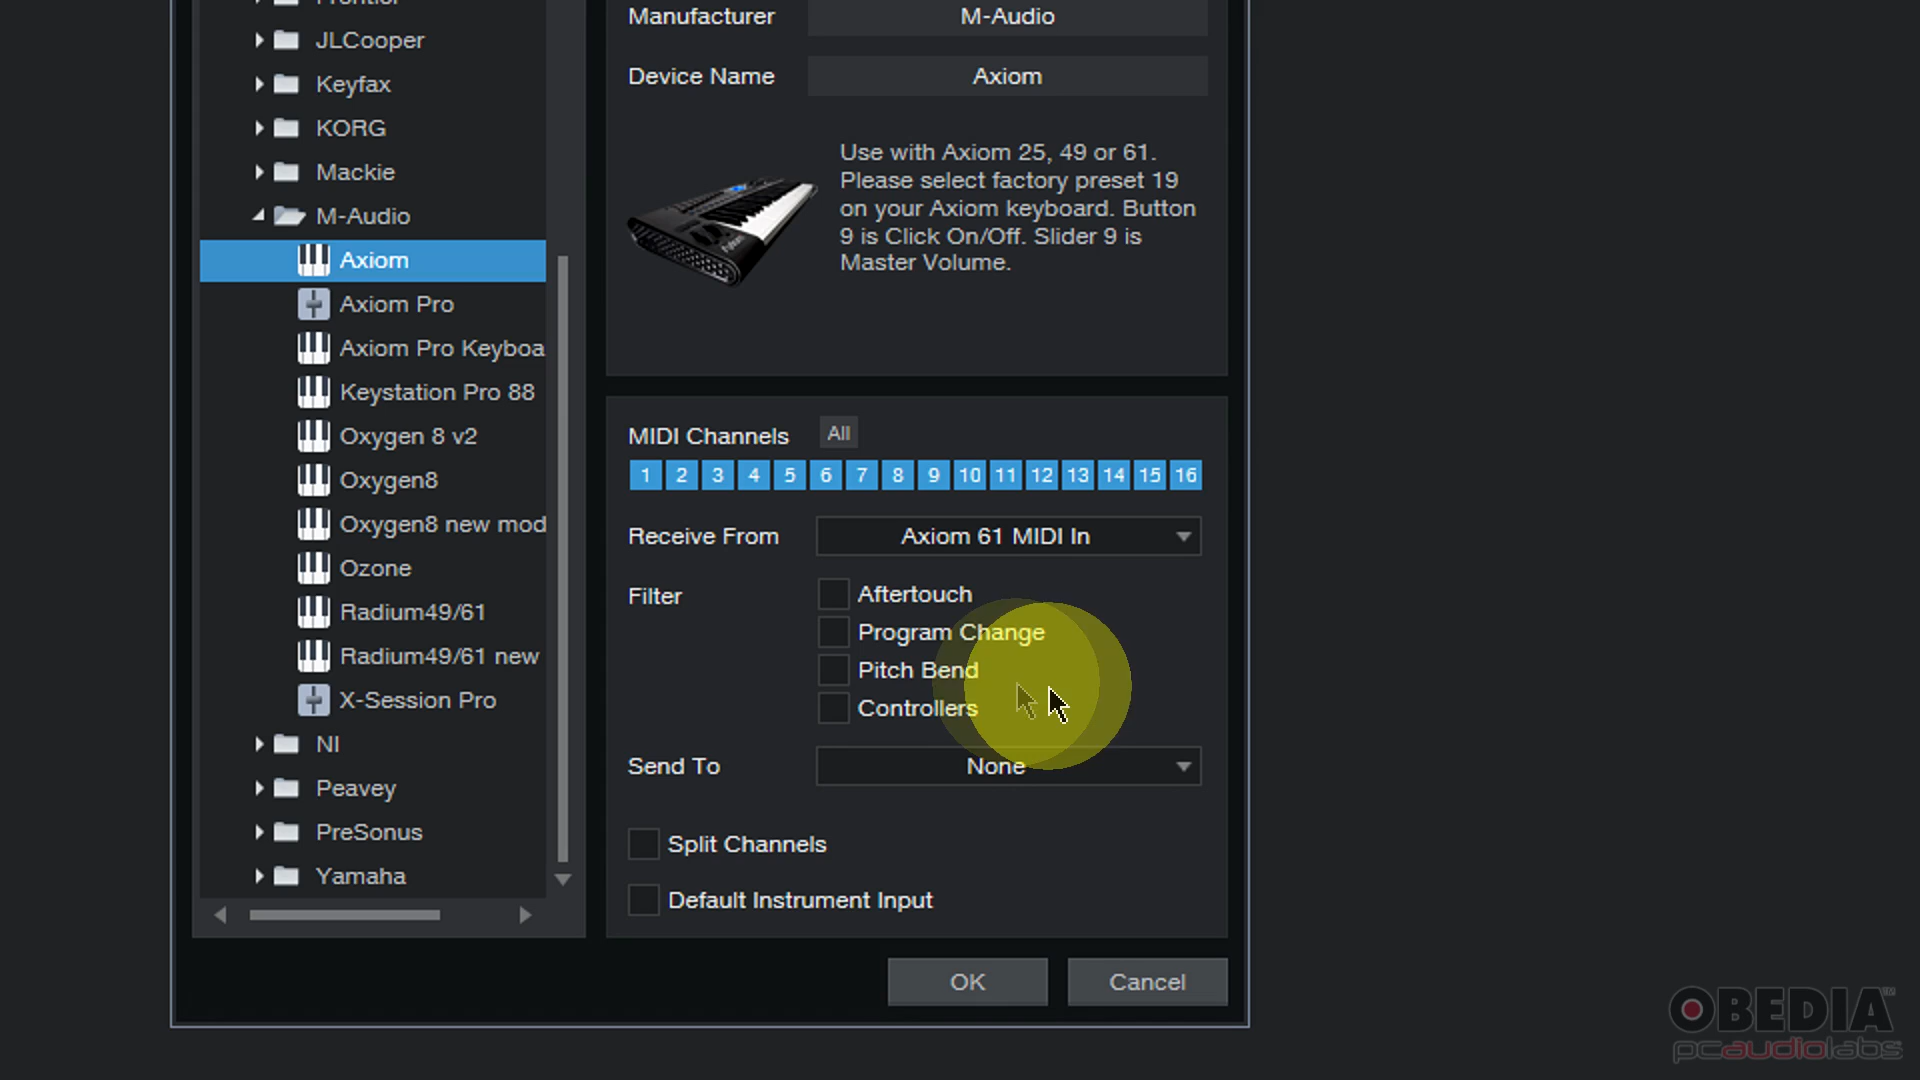 Frontier
JLCooper
Keyfax
KORG
Mackie
M-Audio
Axiom
Axiom Pro
Axiom Pro Keyboa
Keystation Pro 88
Oxygen 8 v2
Oxygen8
Oxygen8 new mod
Ozone
Radium49/61
Radium49/61 new
X-Session Pro
NI
Peavey
PreSonus
Yamaha
Manufacturer M-Audio
Device Name Axiom
Use with Axiom 25, 49 or 61.
Please select factory preset 19
on your Axiom keyboard. Button
9 is Click On/Off. Slider 9 is
Master Volume.
MIDI Channels All
1 2 3 4 5 6 7 8 9 10 11 12 13 14 15 16
Receive From Axiom 61 MIDI In
Filter Aftertouch
Program Change
Pitch Bend
Controllers
Send To None
Split Channels
Default Instrument Input
OK Cancel
OBEDIA
pcaudiolabs